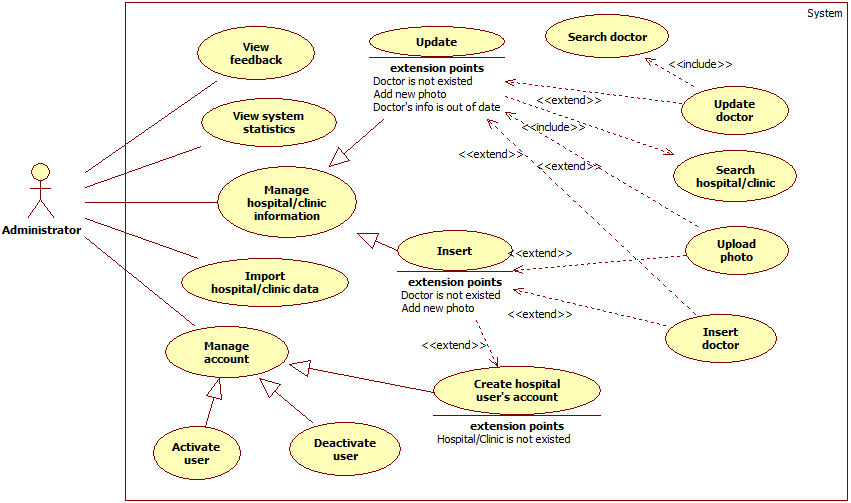 System
View
feedback
Update
extension points
Doctor is not existed
Add new photo
Doctor's info is out of date
Search doctor
<<include>>
Update
doctor
<<extend>>
View system
statistics
<<include>>
<<extend>>
<<extend>>
Search
hospital/clinic
Administrator
Manage
hospital/clinic
information
Insert
extension points
Doctor is not existed
Add new photo
<<extend>>
Upload
photo
Import
hospital/clinic data
<<extend>>
Insert
doctor
Manage
account
<<extend>>
Create hospital
user's account
extension points
Hospital/Clinic is not existed
Activate
user
Deactivate
user